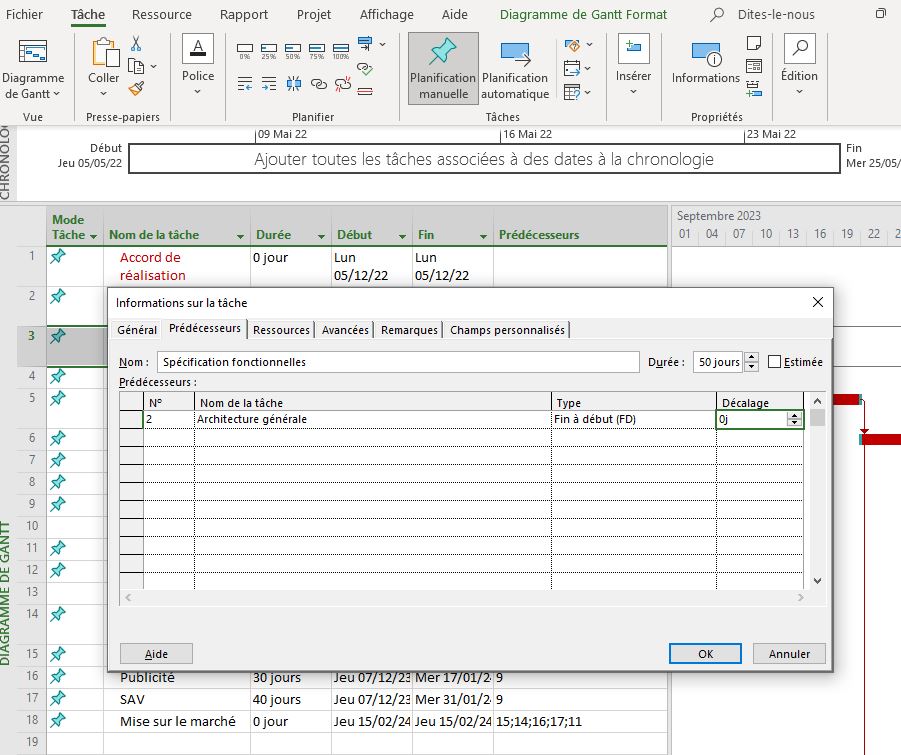 Fichier Tâche Ressource Rapport Projet Affichage Aide Diagramme de Gantt Format Dites-le-nous
0% 25% 50% 75% 100%
Diagramme de Gantt
Coller
Police
Planification manuelle
Planification automatique
Insérer
Informations
Édition
Vue Presse-papiers Planifier Tâches Propriétés
CHRONOLO
09 Mai 22 16 Mai 22 23 Mai 22
Début
Jeu 05/05/22
Ajouter toutes les tâches associées à des dates à la chronologie
Fin
Mer 25/05/
DIAGRAMME DE GANTT
Mode Tâche Nom de la tâche Durée Début Fin Prédécesseurs
Septembre 2023
01 04 07 10 13 16 19 22 2
1 Accord de réalisation 0 jour Lun 05/12/22 Lun 05/12/22
2
3
4
5
6
7
8
9
10
11
12
13
14
15
Informations sur la tâche
Général Prédécesseurs Ressources Avancées Remarques Champs personnalisés
Nom : Spécification fonctionnelles Durée : 50 jours Estimée
Prédécesseurs :
N° Nom de la tâche Type Décalage
2 Architecture générale Fin à début (FD) 0j
Aide OK Annuler
16 Publicité 30 jours Jeu 07/12/23 Mer 17/01/24 9
17 SAV 40 jours Jeu 07/12/23 Mer 31/01/24 9
18 Mise sur le marché 0 jour Jeu 15/02/24 Jeu 15/02/24 15;14;16;17;11
19